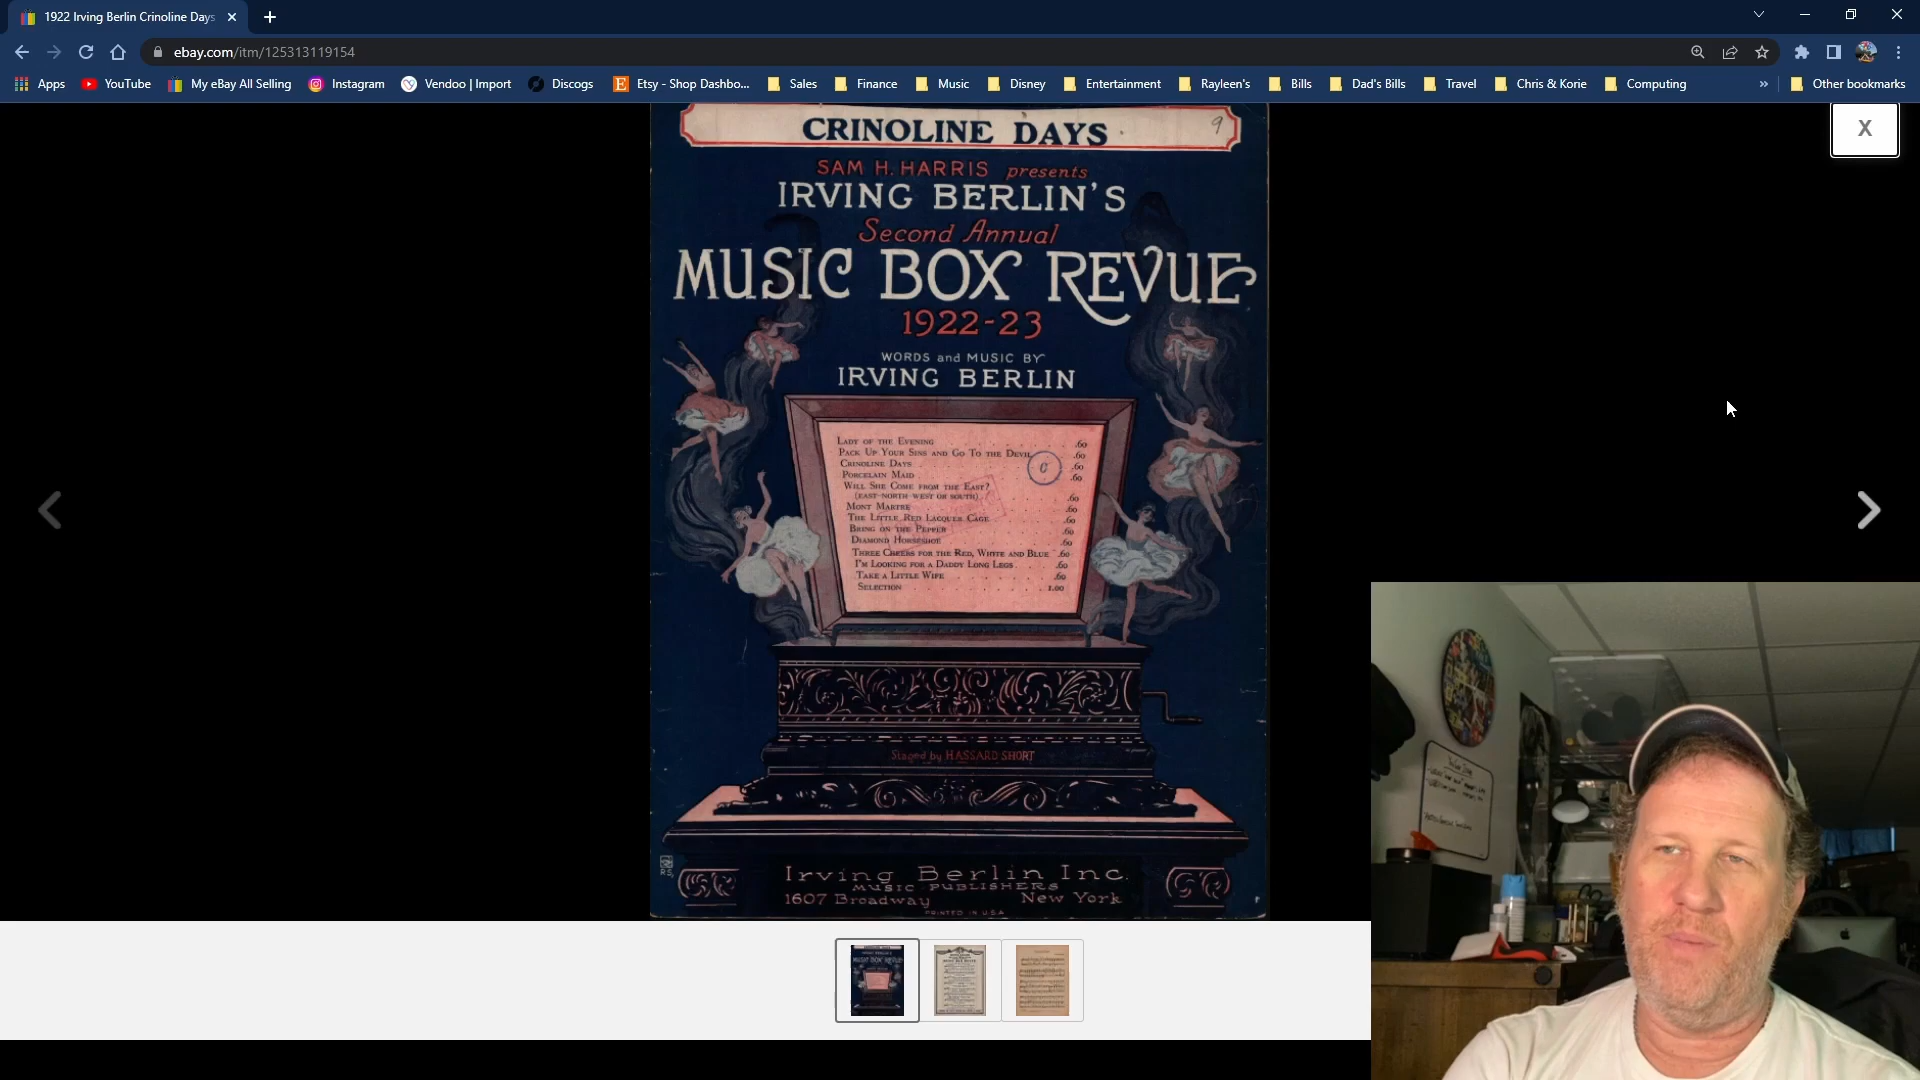 1922 Irving Berlin Crinoline Days
ebay.com/itm/125313119154
Apps
YouTube
My eBay All Selling
Instagram
Vendoo | Import
Discogs
Etsy - Shop Dashbo...
Sales
Finance
Music
Disney
Entertainment
Rayleen's
Bills
Dad's Bills
Travel
Chris & Korie
Computing
»
Other bookmarks
X
CRINOLINE DAYS
9
SAM H. HARRIS presents
IRVING BERLIN'S
Second Annual
MUSIC BOX REVUE
1922-23
WORDS and MUSIC BY
IRVING BERLIN
LADY OF THE EVENING .60
PACK UP YOUR SINS AND GO TO THE DEVIL .60
CRINOLINE DAYS .60
PORCELAIN MAID .60
C
WILL SHE COME FROM THE EAST?
(EAST-NORTH-WEST OR SOUTH) .60
MONT MARTRE .60
THE LITTLE RED LACQUER CAGE .60
BRING ON THE PEPPER .60
DIAMOND HORSESHOE .60
THREE CHEERS FOR THE RED, WHITE AND BLUE .60
I'M LOOKING FOR A DADDY LONG LEGS .60
TAKE A LITTLE WIFE .60
SELECTION 1.00
Staged by HASSARD SHORT
Irving Berlin Inc.
MUSIC PUBLISHERS
1607 Broadway New York
PRINTED IN U.S.A.